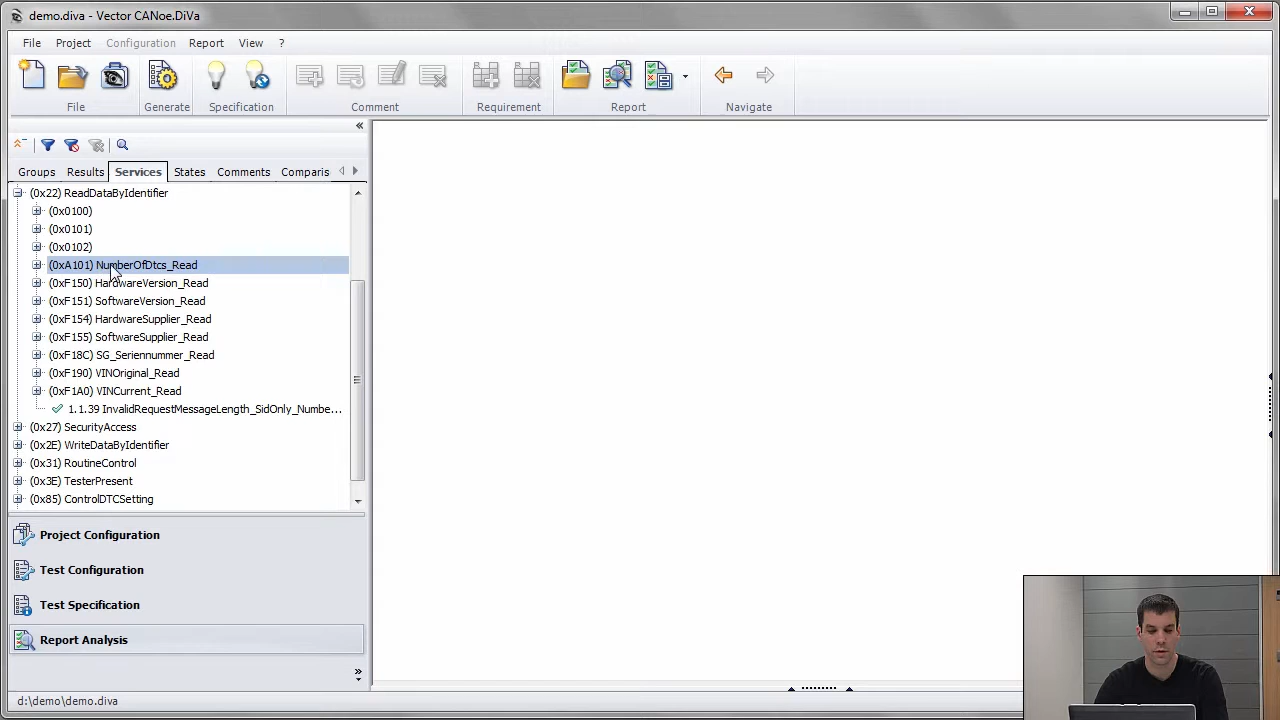 demo.diva - Vector CANoe.DiVa
File Project Configuration Report View ?
File Generate Specification Comment Requirement Report Navigate
Groups Results Services States Comments Comparis
(0x22) ReadDataByIdentifier
(0x0100)
(0x0101)
(0x0102)
(0xA101) NumberOfDtcs_Read
(0xF150) HardwareVersion_Read
(0xF151) SoftwareVersion_Read
(0xF154) HardwareSupplier_Read
(0xF155) SoftwareSupplier_Read
(0xF18C) SG_Seriennummer_Read
(0xF190) VINOriginal_Read
(0xF1A0) VINCurrent_Read
1.1.39 InvalidRequestMessageLength_SidOnly_Numbe...
(0x27) SecurityAccess
(0x2E) WriteDataByIdentifier
(0x31) RoutineControl
(0x3E) TesterPresent
(0x85) ControlDTCSetting
Project Configuration
Test Configuration
Test Specification
Report Analysis
d:\demo\demo.diva